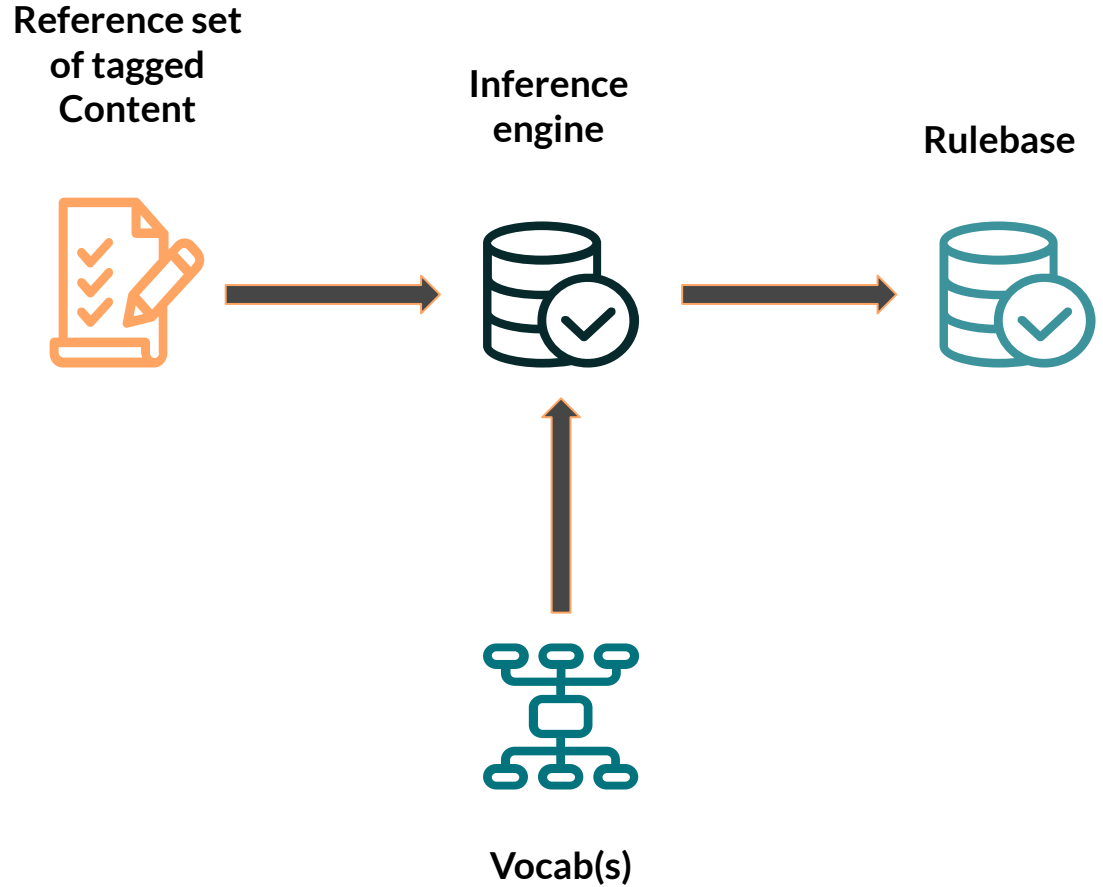 Reference set
of tagged
Content
Inference
engine
Rulebase
Vocab(s)